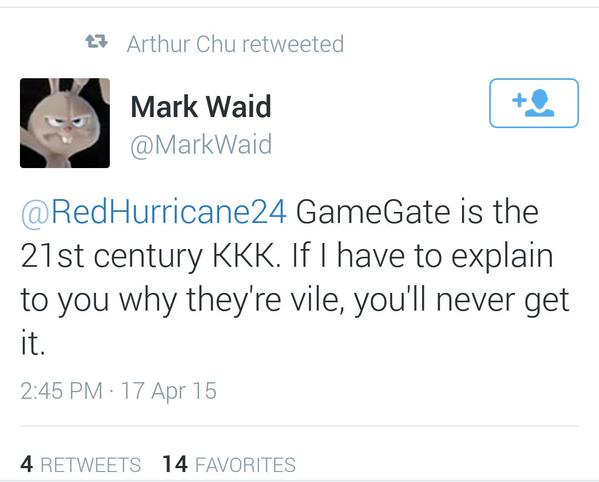 Arthur Chu retweeted
Mark Waid
@MarkWaid
@RedHurricane24 GameGate is the
21st century KKK. If I have to explain
to you why they're vile, you'll never get
it.
2:45 PM · 17 Apr 15
4 RETWEETS 14 FAVORITES